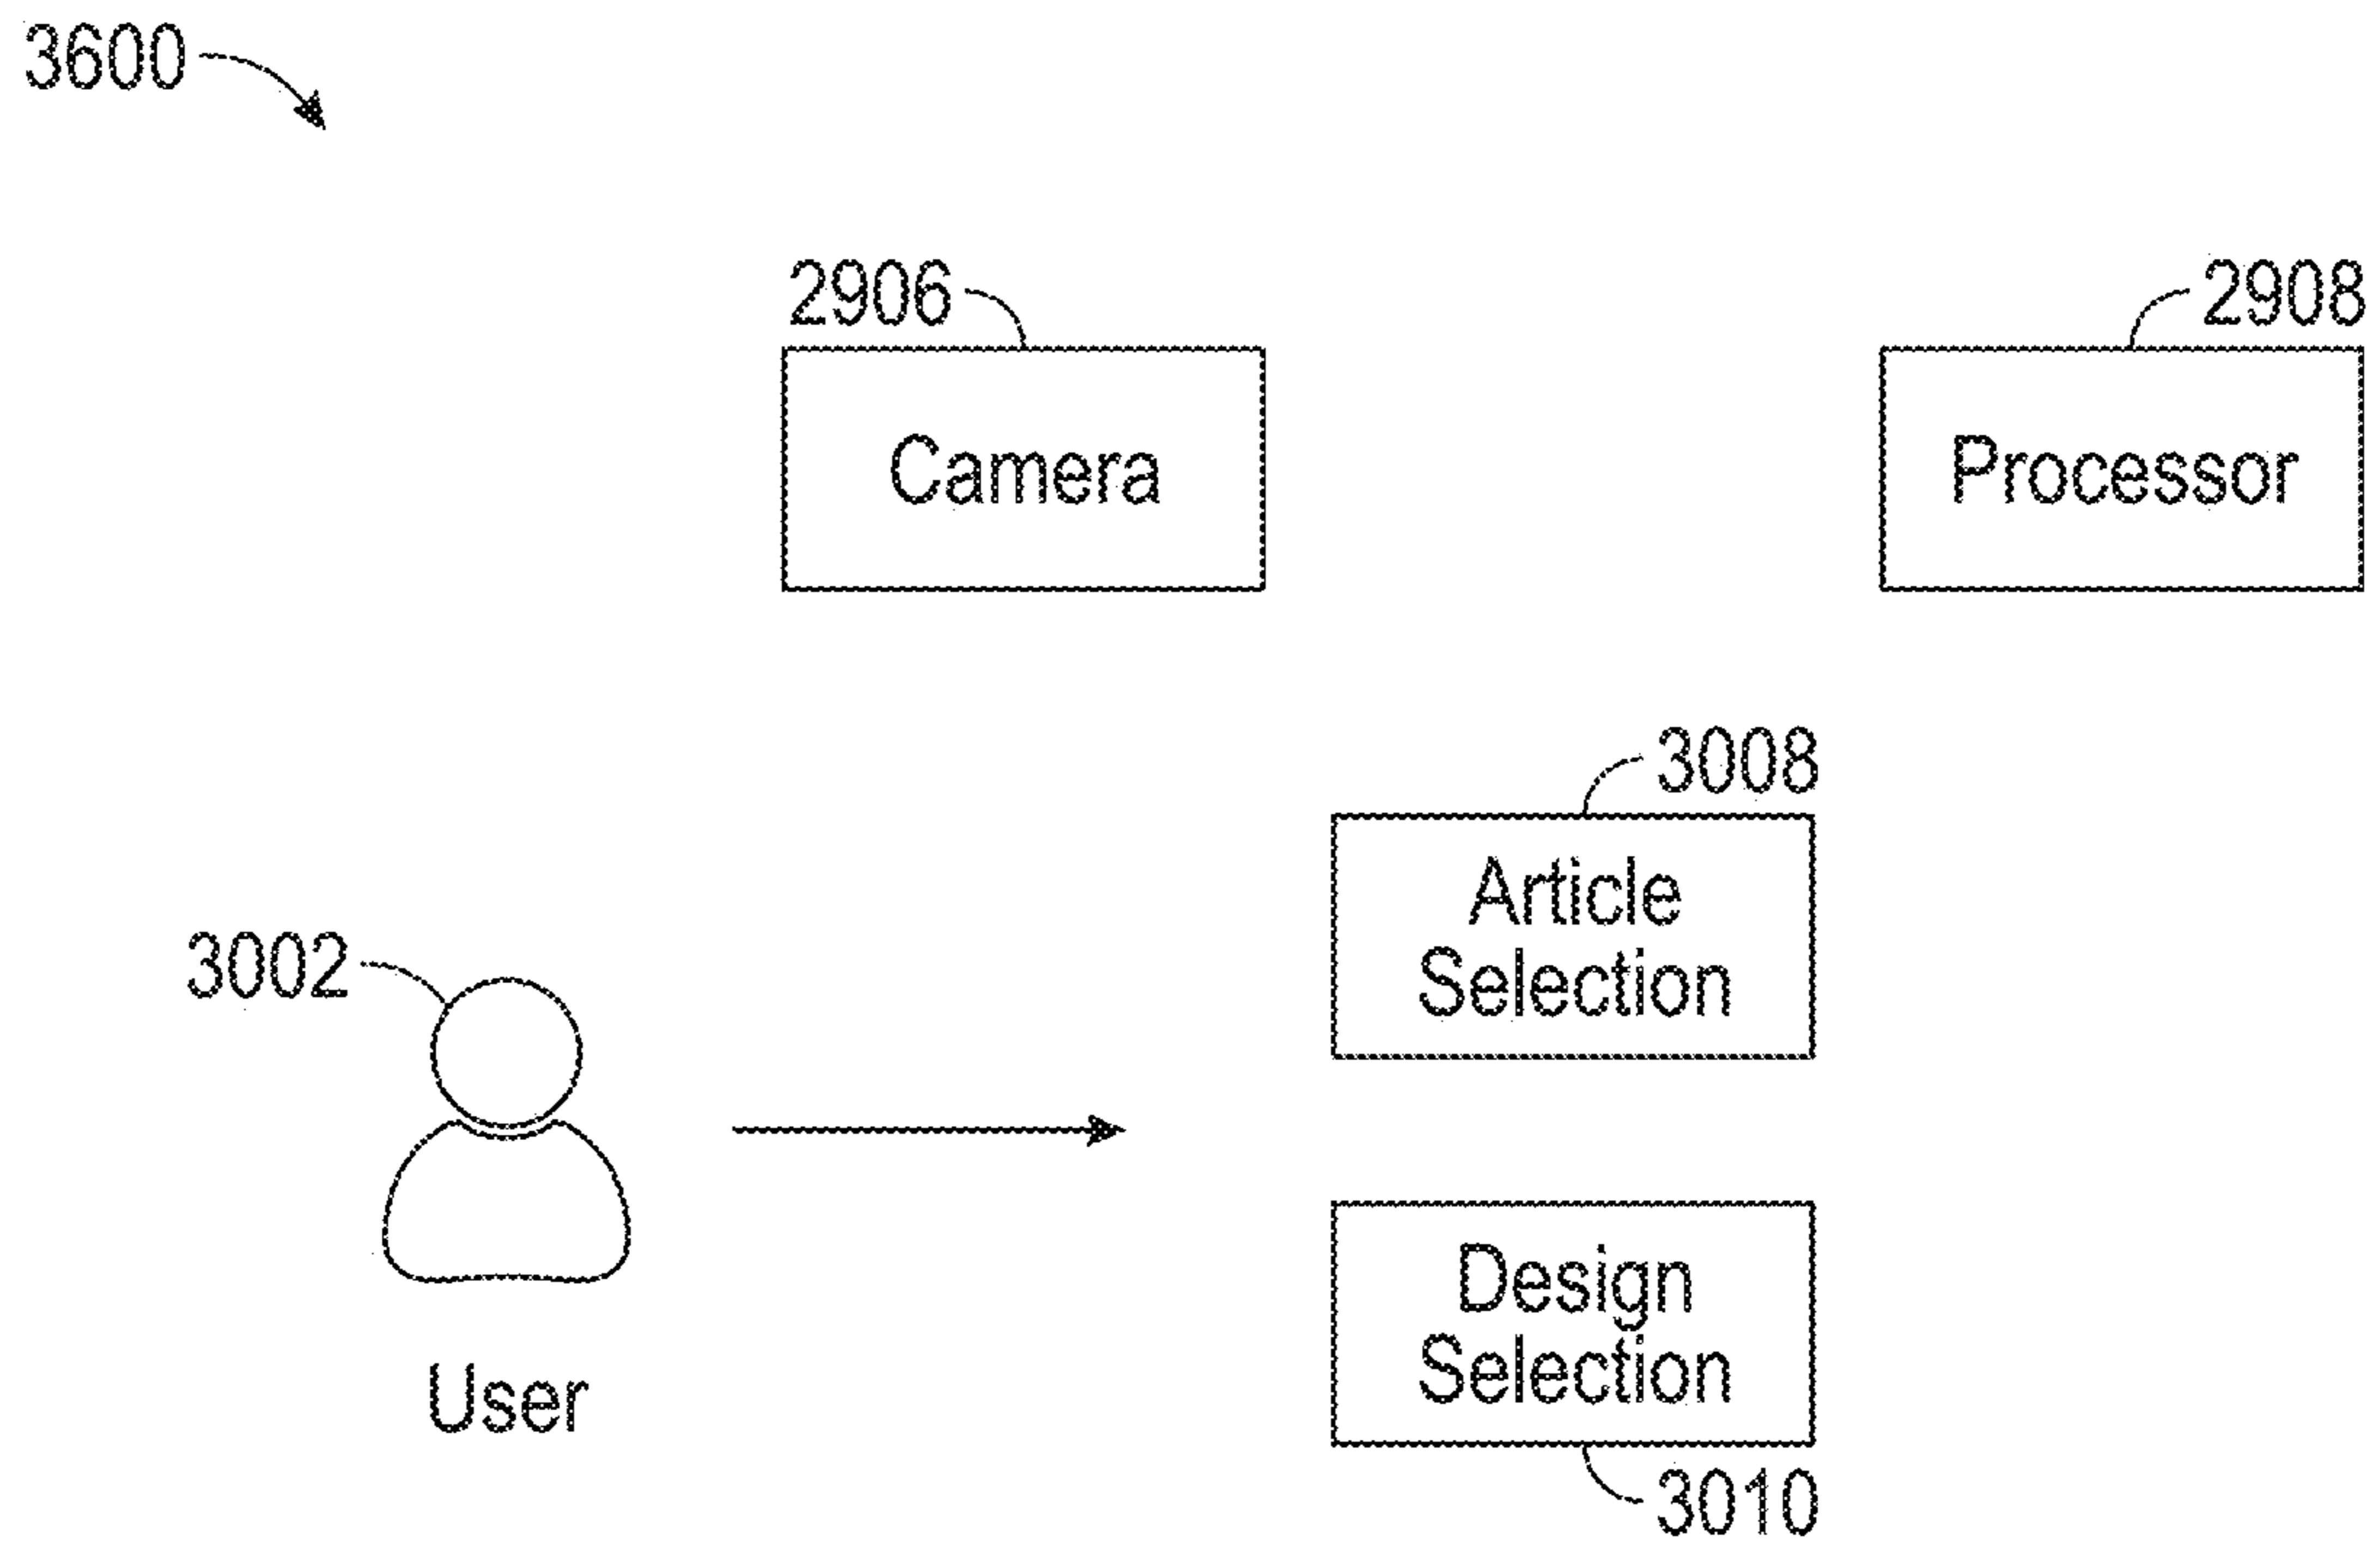 3600
2906
2908
Camera
Processor
3008
Article
Selection
3002
Design
Selection
User
3010